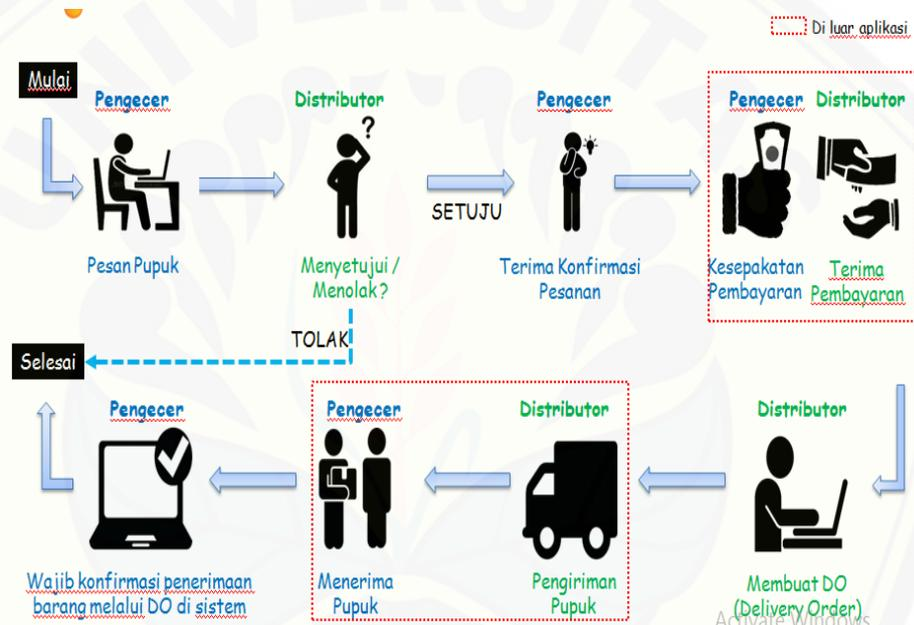 UNIVERSITA
Di luar aplikasi
Mulai
Pengecer
Distributor
Pengecer
Pengecer Distributor
?
SETUJU
Pesan Pupuk
Menyetujui /
Menolak?
Terima Konfirmasi
Pesanan
Kesepakatan
Pembayaran
Terima
Pembayaran
TOLAK
Selesai
Pengecer
Pengecer
Distributor
Distributor
Wajib konfirmasi penerimaan
barang melalui DO di sistem
Menerima
Pupuk
Pengiriman
Pupuk
Membuat DO
(Delivery Order)
Activate Windows